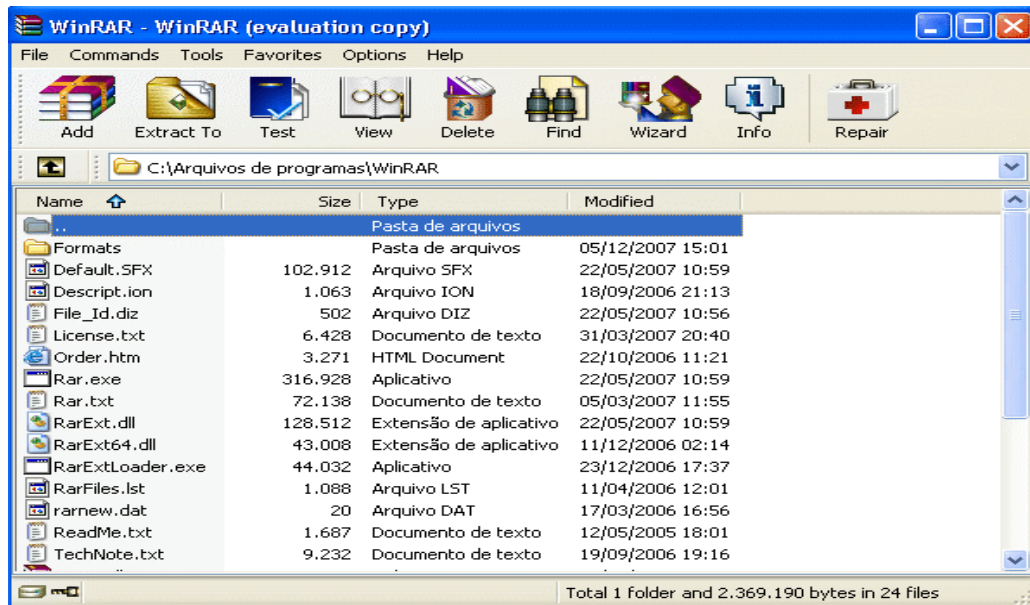 WinRAR - WinRAR (evaluation copy)
File Commands Tools Favorites Options Help
Add Extract To Test View Delete Find Wizard Info Repair
C:\Arquivos de programas\WinRAR
Name Size Type Modified
.. Pasta de arquivos
Formats Pasta de arquivos 05/12/2007 15:01
Default.SFX 102.912 Arquivo SFX 22/05/2007 10:59
Descript.ion 1.063 Arquivo ION 18/09/2006 21:13
File_Id.diz 502 Arquivo DIZ 22/05/2007 10:56
License.txt 6.428 Documento de texto 31/03/2007 20:40
Order.htm 3.271 HTML Document 22/10/2006 11:21
Rar.exe 316.928 Aplicativo 22/05/2007 10:59
Rar.txt 72.138 Documento de texto 05/03/2007 11:55
RarExt.dll 128.512 Extensão de aplicativo 22/05/2007 10:59
RarExt64.dll 43.008 Extensão de aplicativo 11/12/2006 02:14
RarExtLoader.exe 44.032 Aplicativo 23/12/2006 17:37
RarFiles.lst 1.088 Arquivo LST 11/04/2006 12:01
rarnew.dat 20 Arquivo DAT 17/03/2006 16:56
ReadMe.txt 1.687 Documento de texto 12/05/2005 18:01
TechNote.txt 9.232 Documento de texto 19/09/2006 19:16
Total 1 folder and 2.369.190 bytes in 24 files